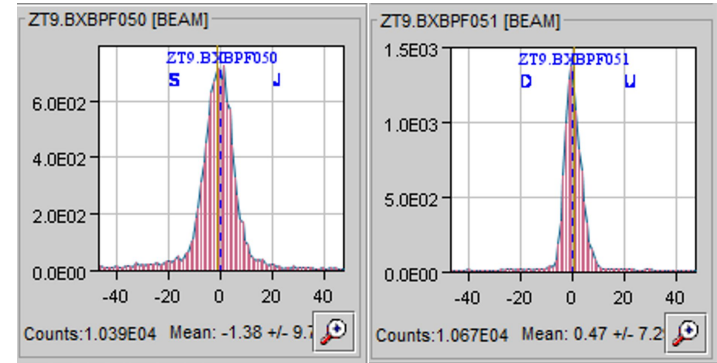 ZT9.BXBPF050 [BEAM]
ZT9.BXBPF050
S J
6.0E02
4.0E02
2.0E02
0.0E00
-40 -20 0 20 40
Counts:1.039E04 Mean: -1.38 +/- 9.7
ZT9.BXBPF051 [BEAM]
1.5E03
ZT9.BXBPF051
D U
1.0E03
5.0E02
0.0E00
-40 -20 0 20 40
Counts:1.067E04 Mean: 0.47 +/- 7.2